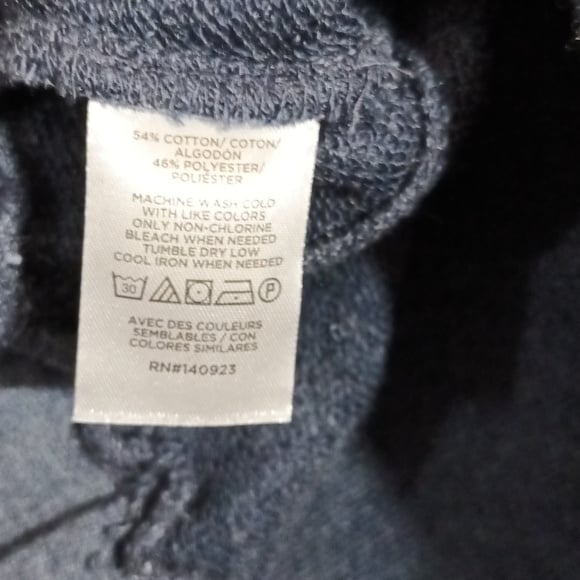 54% COTTON/ COTON/
ALGODÓN
46% POLYESTER/
POLIÉSTER
MACHINE WASH COLD
WITH LIKE COLORS
ONLY NON-CHLORINE
BLEACH WHEN NEEDED
TUMBLE DRY LOW
COOL IRON WHEN NEEDED
30 P
AVEC DES COULEURS
SEMBLABLES / CON
COLORES SIMILARES
RN#140923